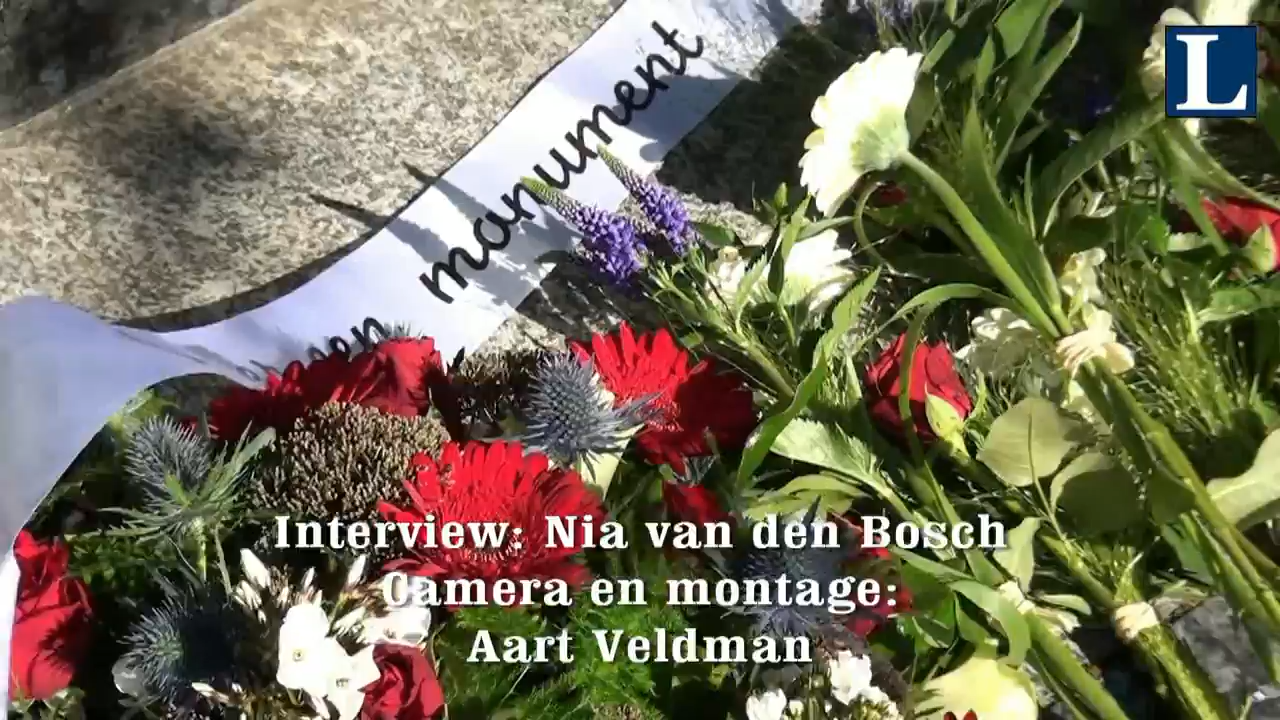 L
monument
Interview: Nia van den Bosch
Camera en montage:
Aart Veldman